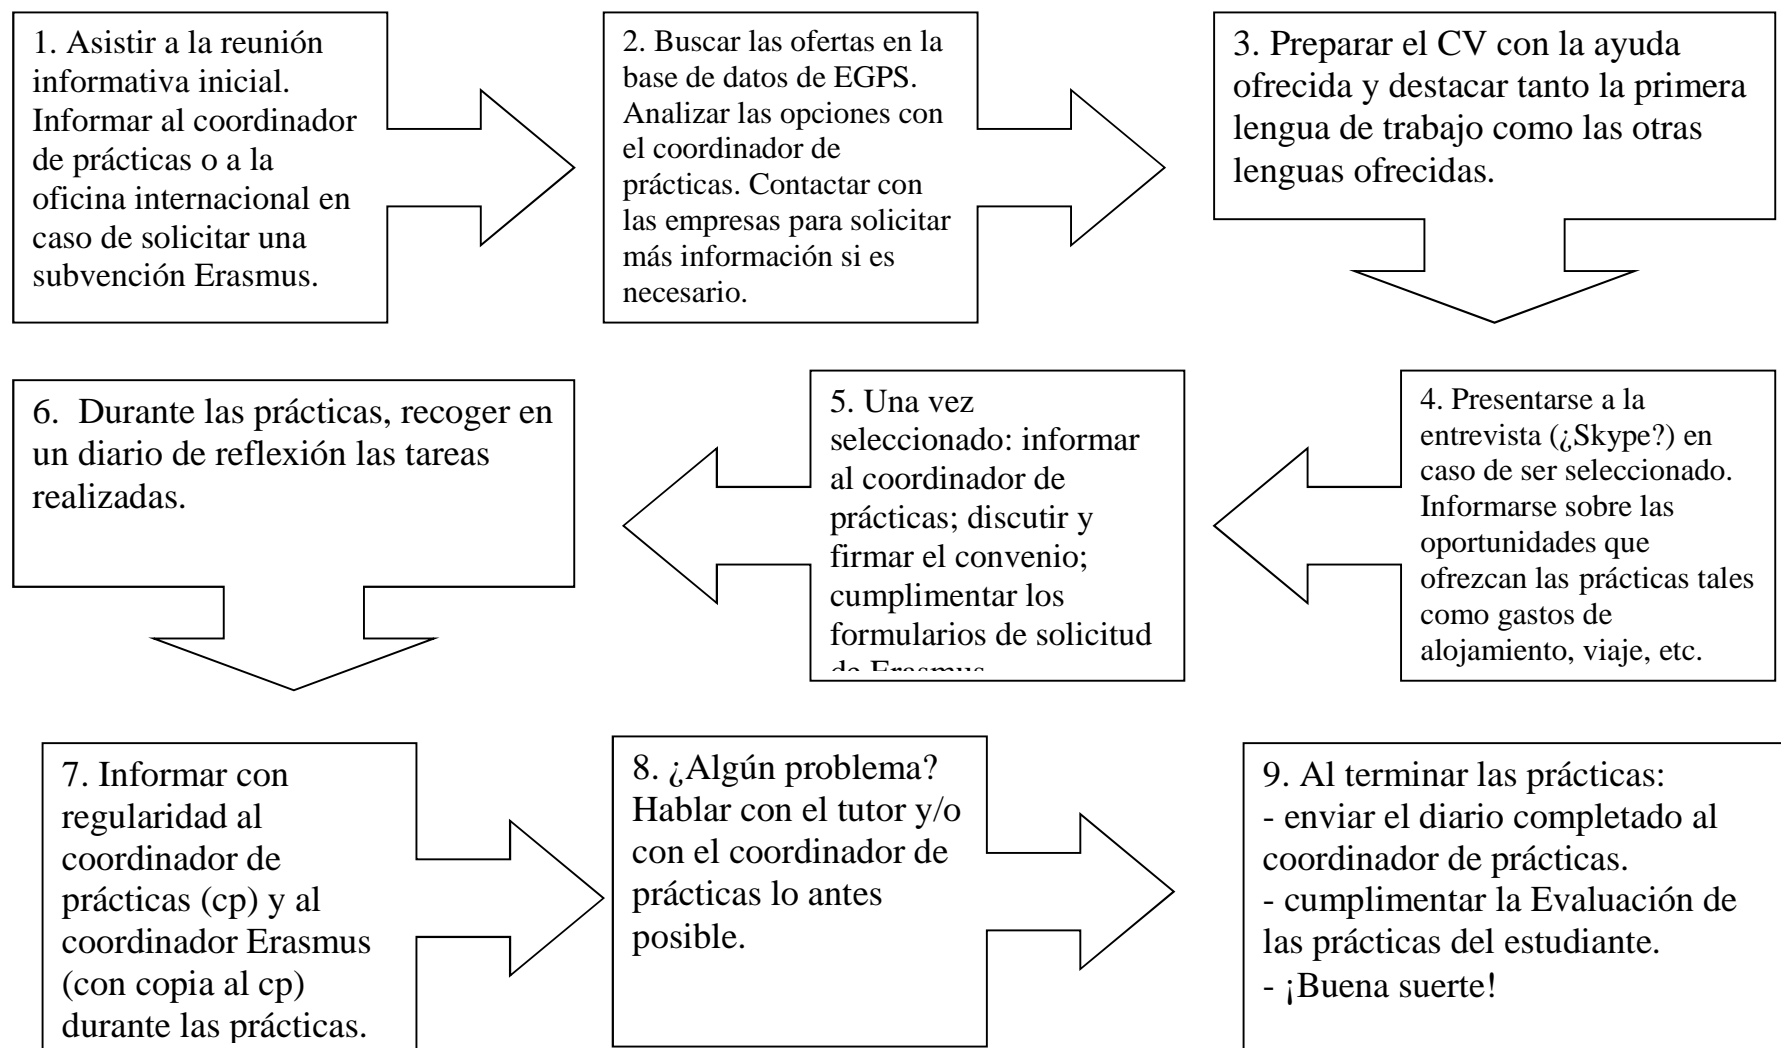 1. Asistir a la reunión
informativa inicial.
Informar al coordinador
de prácticas o a la
oficina internacional en
caso de solicitar una
subvención Erasmus.
2. Buscar las ofertas en la
base de datos de EGPS.
Analizar las opciones con
el coordinador de
prácticas. Contactar con
las empresas para solicitar
más información si es
necesario.
3. Preparar el CV con la ayuda
ofrecida y destacar tanto la primera
lengua de trabajo como las otras
lenguas ofrecidas.
4. Presentarse a la
entrevista (¿Skype?) en
caso de ser seleccionado.
Informarse sobre las
oportunidades que
ofrezcan las prácticas tales
como gastos de
alojamiento, viaje, etc.
5. Una vez
seleccionado: informar
al coordinador de
prácticas; discutir y
firmar el convenio;
cumplimentar los
formularios de solicitud
de Erasmus
6. Durante las prácticas, recoger en
un diario de reflexión las tareas
realizadas.
7. Informar con
regularidad al
coordinador de
prácticas (cp) y al
coordinador Erasmus
(con copia al cp)
durante las prácticas.
8. ¿Algún problema?
Hablar con el tutor y/o
con el coordinador de
prácticas lo antes
posible.
9. Al terminar las prácticas:
- enviar el diario completado al
coordinador de prácticas.
- cumplimentar la Evaluación de
las prácticas del estudiante.
- ¡Buena suerte!